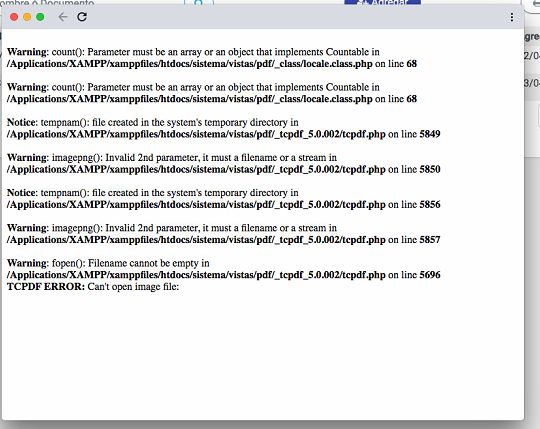 ombre o Documento
Agregar
Warning: count(): Parameter must be an array or an object that implements Countable in
/Applications/XAMPP/xamppfiles/htdocs/sistema/vistas/pdf/_class/locale.class.php on line 68
Warning: count(): Parameter must be an array or an object that implements Countable in
/Applications/XAMPP/xamppfiles/htdocs/sistema/vistas/pdf/_class/locale.class.php on line 68
Notice: tempnam(): file created in the system's temporary directory in
/Applications/XAMPP/xamppfiles/htdocs/sistema/vistas/pdf/_tcpdf_5.0.002/tcpdf.php on line 5849
Warning: imagepng(): Invalid 2nd parameter, it must a filename or a stream in
/Applications/XAMPP/xamppfiles/htdocs/sistema/vistas/pdf/_tcpdf_5.0.002/tcpdf.php on line 5850
Notice: tempnam(): file created in the system's temporary directory in
/Applications/XAMPP/xamppfiles/htdocs/sistema/vistas/pdf/_tcpdf_5.0.002/tcpdf.php on line 5856
Warning: imagepng(): Invalid 2nd parameter, it must a filename or a stream in
/Applications/XAMPP/xamppfiles/htdocs/sistema/vistas/pdf/_tcpdf_5.0.002/tcpdf.php on line 5857
Warning: fopen(): Filename cannot be empty in
/Applications/XAMPP/xamppfiles/htdocs/sistema/vistas/pdf/_tcpdf_5.0.002/tcpdf.php on line 5696
TCPDF ERROR: Can't open image file:
gre
2/04
3/04